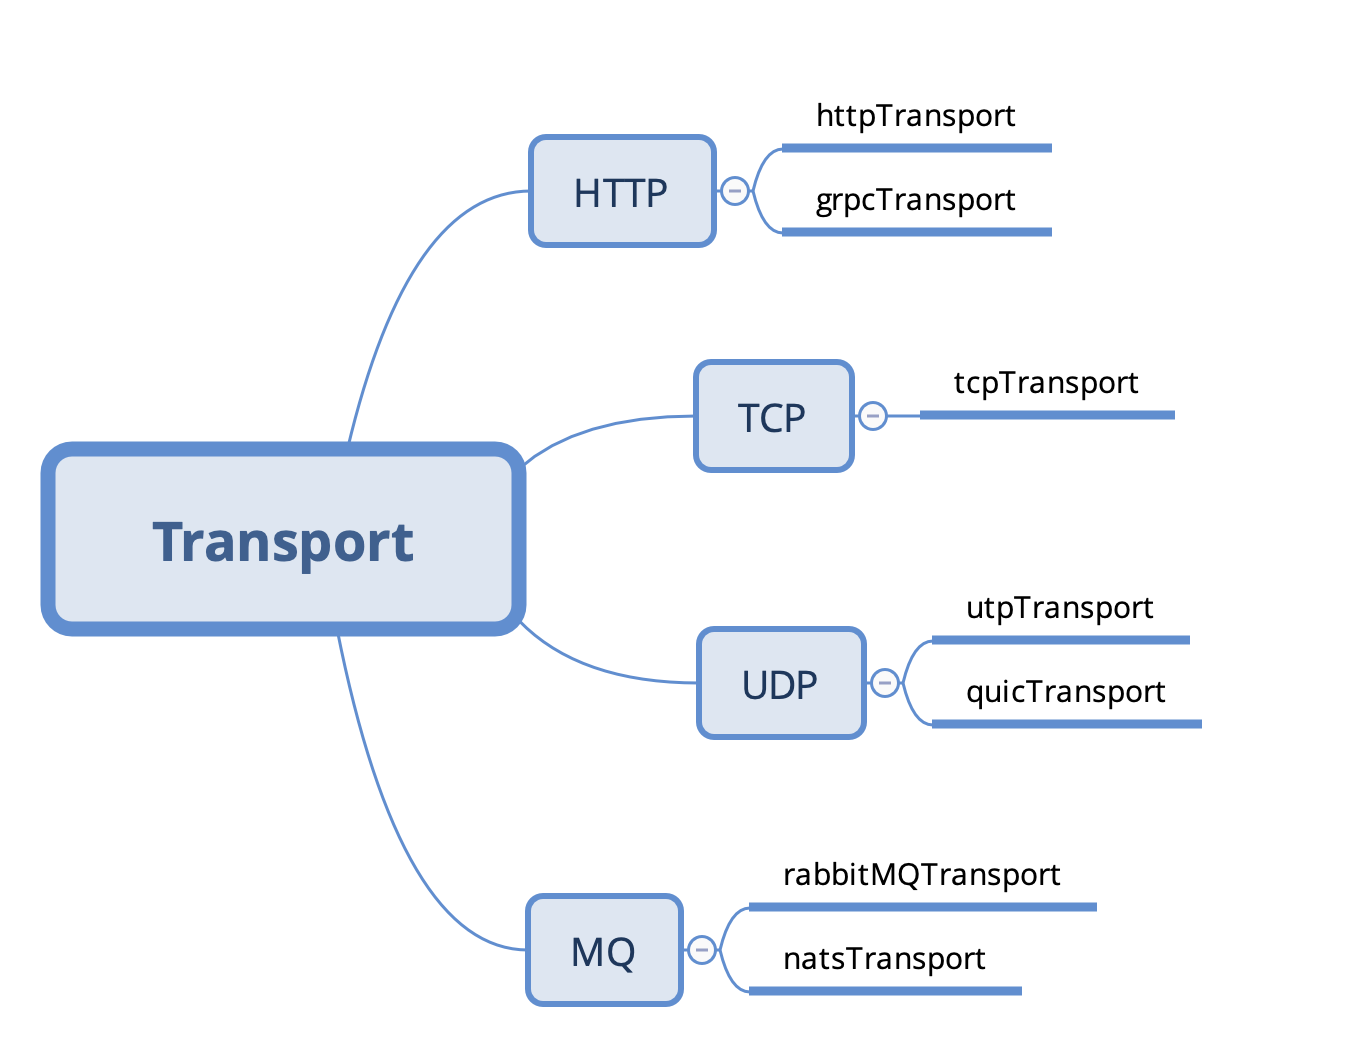 Transport
HTTP
httpTransport
grpcTransport
TCP
tcpTransport
UDP
utpTransport
quicTransport
MQ
rabbitMQTransport
natsTransport